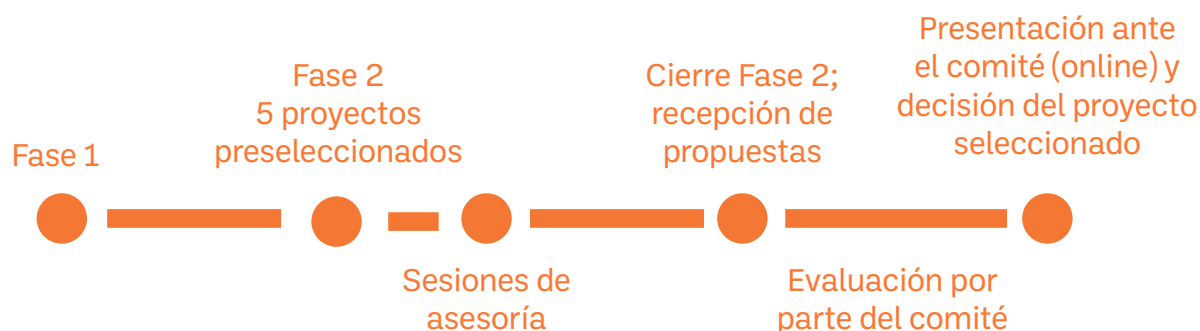 Fase 1
Fase 2
5 proyectos
preseleccionados
Sesiones de
asesoría
Cierre Fase 2;
recepción de
propuestas
Evaluación por
parte del comité
Presentación ante
el comité (online) y
decisión del proyecto
seleccionado